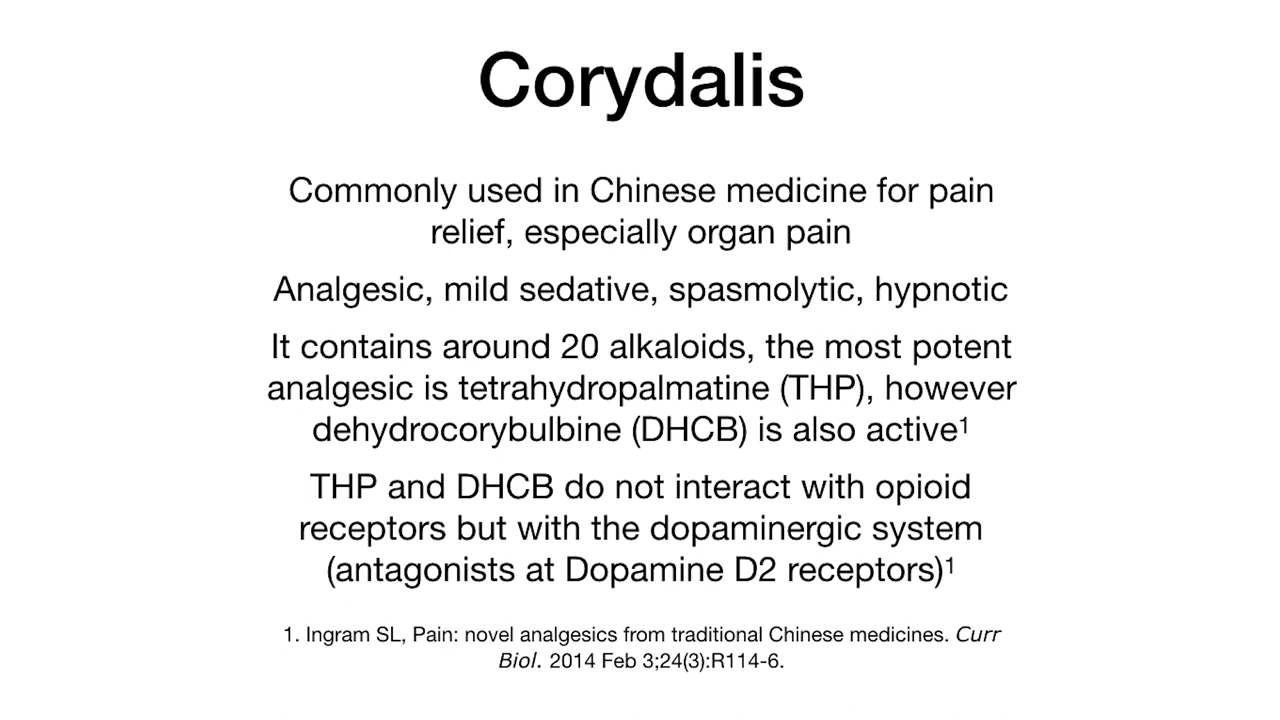 Corydalis
Commonly used in Chinese medicine for pain
relief, especially organ pain
Analgesic, mild sedative, spasmolytic, hypnotic
It contains around 20 alkaloids, the most potent
analgesic is tetrahydropalmatine (THP), however
dehydrocorybulbine (DHCB) is also active¹
THP and DHCB do not interact with opioid
receptors but with the dopaminergic system
(antagonists at Dopamine D2 receptors)¹
1. Ingram SL, Pain: novel analgesics from traditional Chinese medicines. Curr
Biol. 2014 Feb 3;24(3):R114-6.